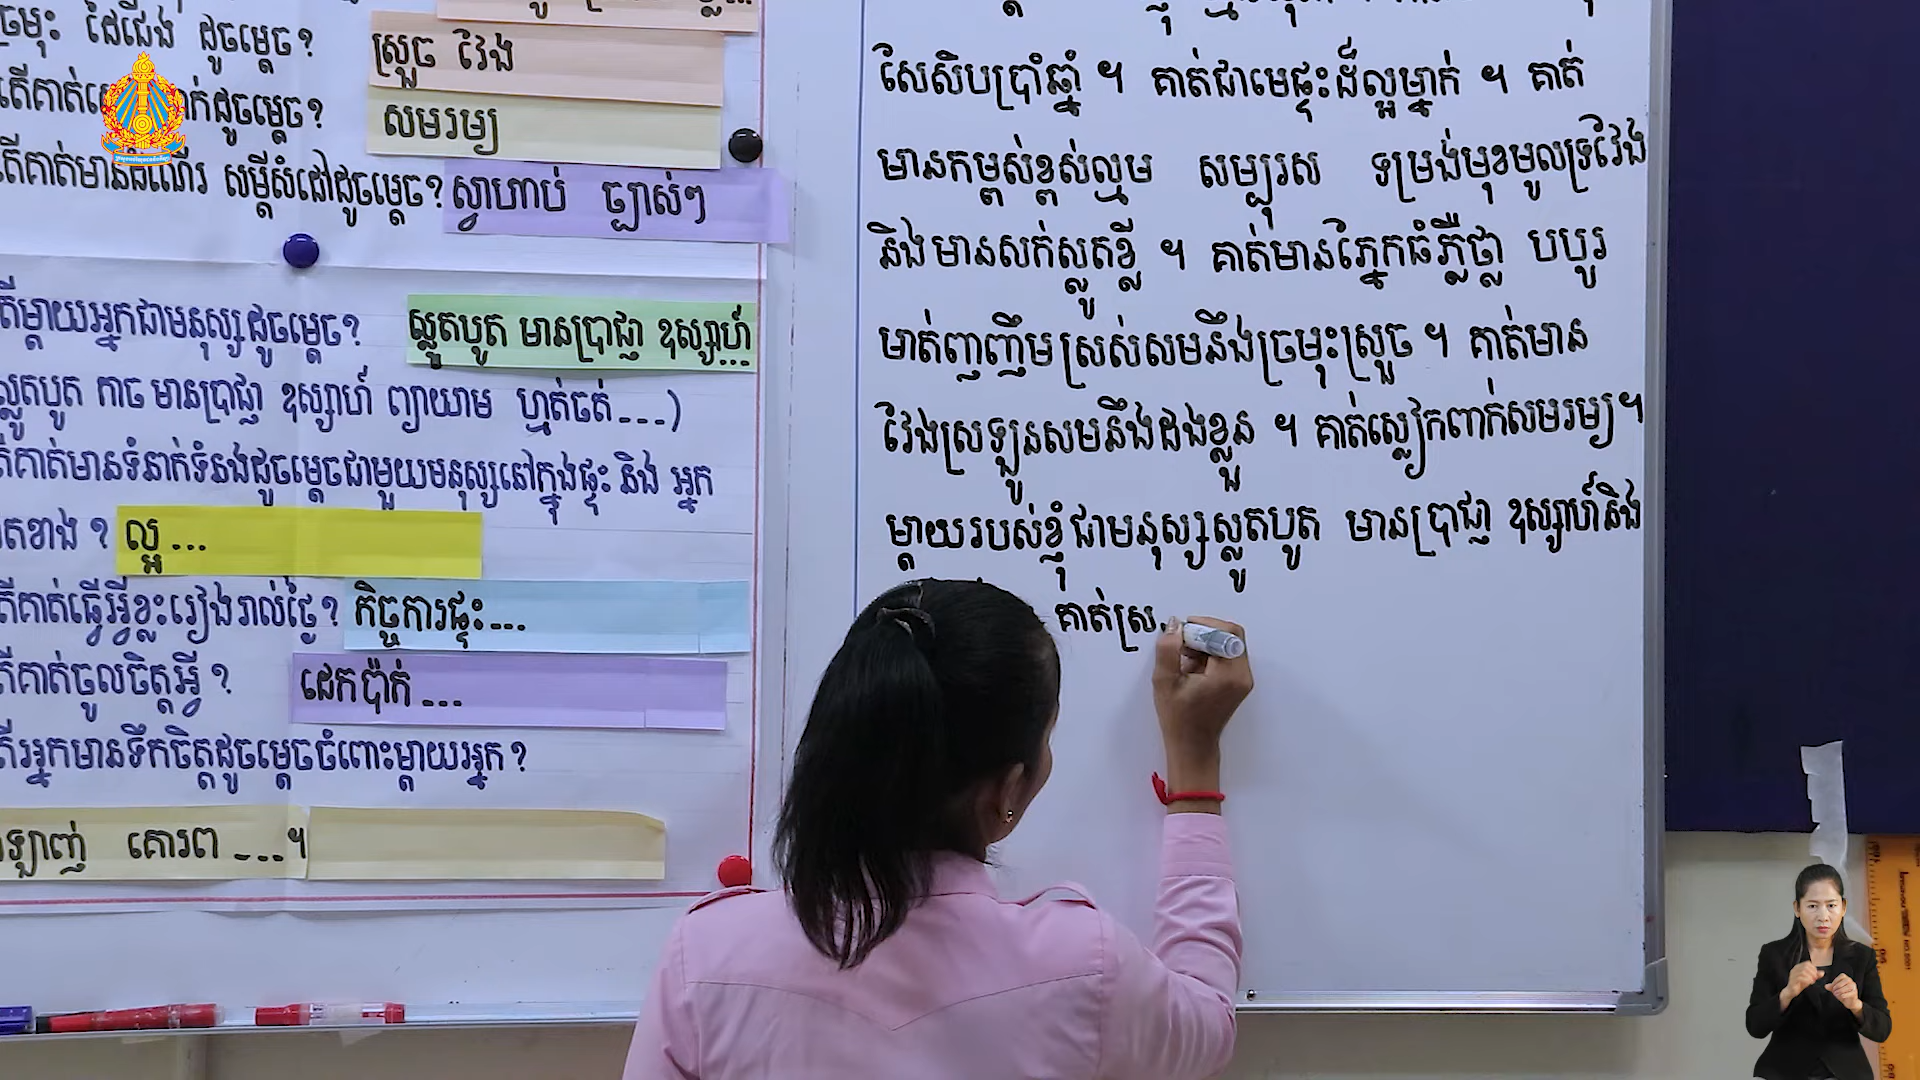 ច្រមុះ ដៃជើង ដូចម្ដេច?
ស្រួច វែង
តើគាត់ ដូចម្ដេច?
សមរម្យ
តើគាត់មានដំណើរ សម្ដីសំដៅដូចម្ដេច?
ស្វាហាប់ ច្បាស់ៗ
តើម្ដាយអ្នកជាមនុស្សដូចម្ដេច?
ស្លូតបូត មានប្រាជ្ញា ឧស្សាហ៍...
ស្លូតបូត កាច មានប្រាជ្ញា ឧស្សាហ៍ ព្យាយាម ហ្មត់ចត់...)
តើគាត់មានទំនាក់ទំនងដូចម្ដេចជាមួយមនុស្សនៅក្នុងផ្ទះ និង អ្នក
ជិតខាង ?
ល្អ...
តើគាត់ធ្វើអ្វីខ្លះរៀងរាល់ថ្ងៃ?
កិច្ចការផ្ទះ...
តើគាត់ចូលចិត្តអ្វី ?
ដេកប៉ាក់...
តើអ្នកមានទឹកចិត្តដូចម្ដេចចំពោះម្ដាយអ្នក?
ឡាញ់ គោរព ...។
សែសិបប្រាំឆ្នាំ ។ គាត់ជាមេផ្ទះដ៏ល្អម្នាក់ ។ គាត់
មានកម្ពស់ខ្ពស់ល្មម សម្បុរស ទម្រង់មុខមូលទ្រវែង
និងមានសក់ស្លូតខ្លី ។ គាត់មានភ្នែកធំភ្លឺថ្លា បបូរ
មាត់ញញឹមស្រស់សមនឹងច្រមុះស្រួច ។ គាត់មាន
វែងស្រឡូនសមនឹងដងខ្លួន ។ គាត់ស្លៀកពាក់សមរម្យ ។
ម្ដាយរបស់ខ្ញុំជាមនុស្សស្លូតបូត មានប្រាជ្ញា ឧស្សាហ៍និង
គាត់ស្រ